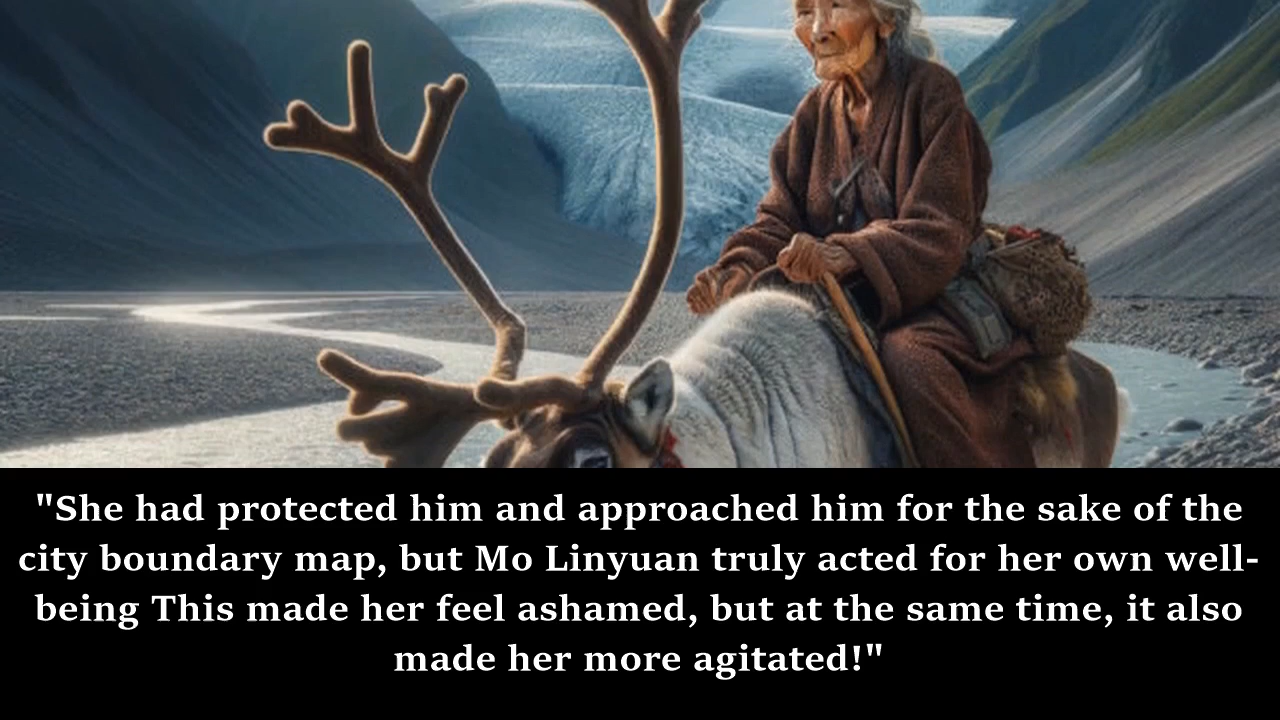 "She had protected him and approached him for the sake of the
city boundary map, but Mo Linyuan truly acted for her own well-
being This made her feel ashamed, but at the same time, it also
made her more agitated!"